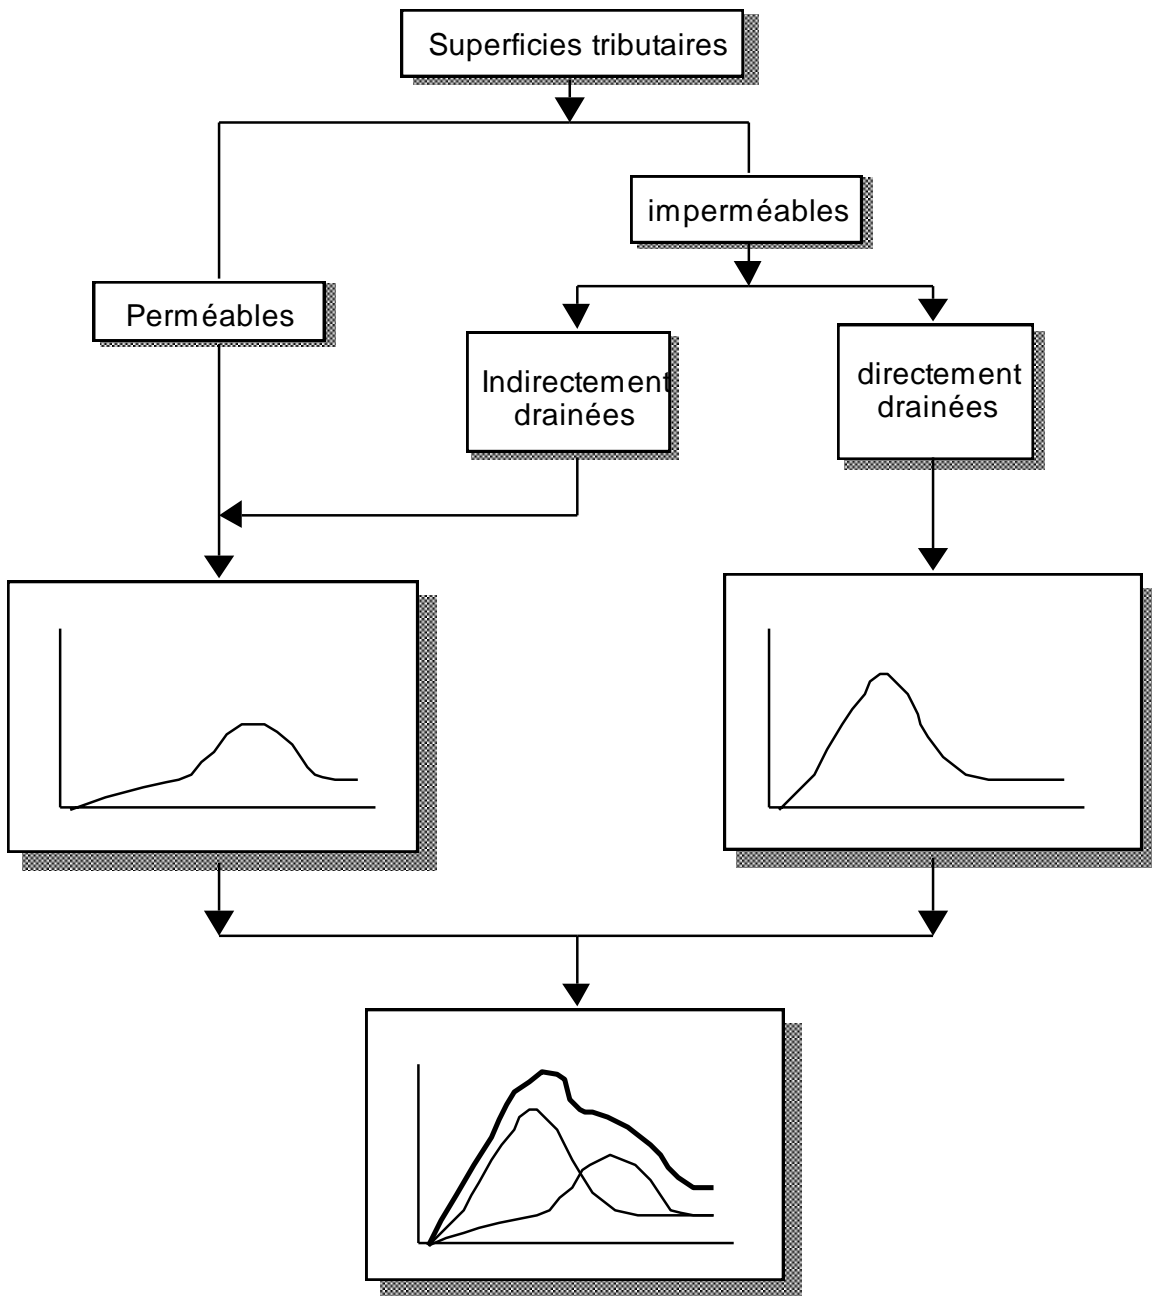 Superficies tributaires
imperméables
Perméables
Indirectement
drainées
directement
drainées